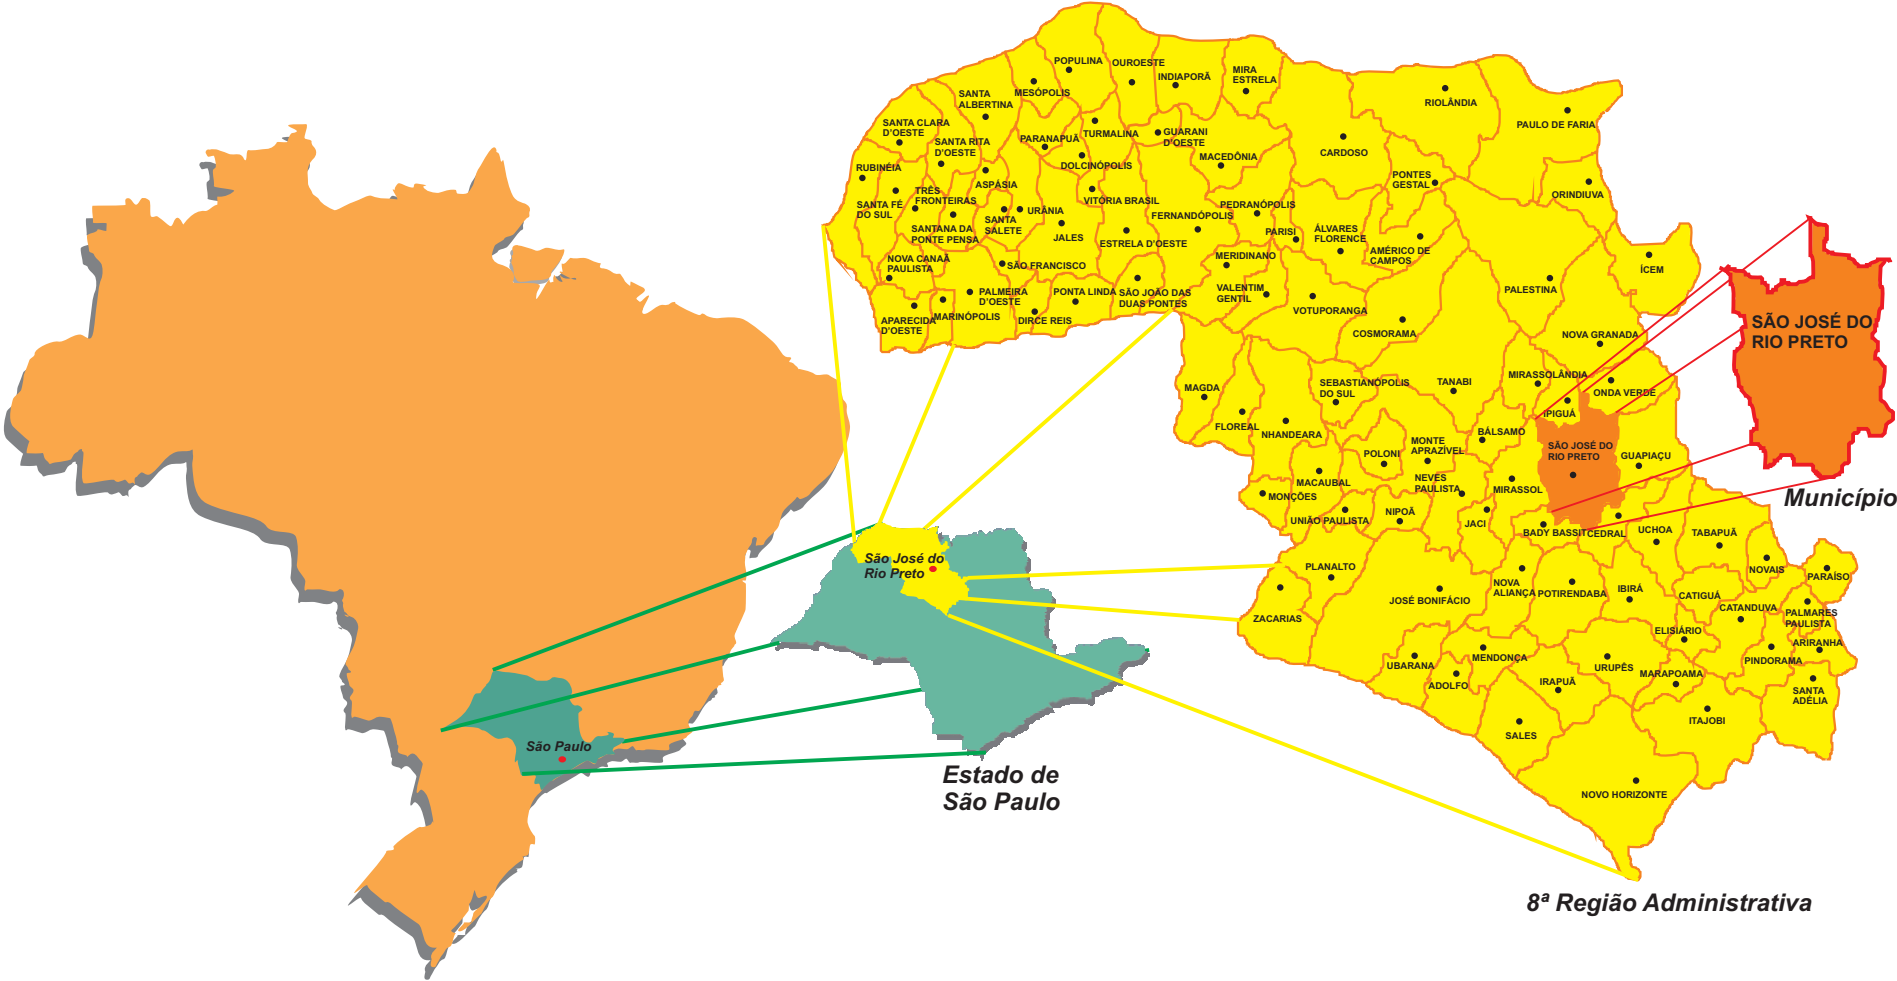 POPULINA
OUROESTE
MESÓPOLIS
INDIAPORÃ
MIRA
ESTRELA
SANTA
ALBERTINA
RIOLÂNDIA
PAULO DE FARIA
SANTA CLARA
D'OESTE
SANTA RITA
D'OESTE
PARANAPUÃ
TURMALINA
GUARANI
D'OESTE
CARDOSO
RUBINÉIA
DOLCINÓPOLIS
MACEDÔNIA
PONTES
GESTAL
ORINDIUVA
ASPÁSIA
TRÊS
FRONTEIRAS
SANTA FÉ
DO SUL
VITÓRIA BRASIL
URÂNIA
SANTA
SALETE
FERNANDÓPOLIS
PEDRANÓPOLIS
PARISI
ÁLVARES
FLORENCE
SANTANA DA
PONTE PENSA
JALES
ESTRELA D'OESTE
AMÉRICO DE
CAMPOS
NOVA CANAÃ
PAULISTA
SÃO FRANCISCO
MERIDINANO
ÍCEM
PALMEIRA
D'OESTE
PONTA LINDA
SÃO JOÃO DAS
DUAS PONTES
VALENTIM
GENTIL
VOTUPORANGA
PALESTINA
APARECIDA
D'OESTE
MARINÓPOLIS
DIRCE REIS
COSMORAMA
NOVA GRANADA
SÃO JOSÉ DO
RIO PRETO
MAGDA
SEBASTIANÓPOLIS
DO SUL
TANABI
MIRASSOLÂNDIA
ONDA VERDE
IPIGUÁ
FLOREAL
NHANDEARA
BÁLSAMO
MONTE
APRAZÍVEL
POLONI
SÃO JOSÉ DO
RIO PRETO
GUAPIAÇU
MACAUBAL
NEVES
PAULISTA
MIRASSOL
MONÇÕES
UNIÃO PAULISTA
NIPOÃ
JACI
BADY BASSIT
CEDRAL
UCHOA
TABAPUÃ
Município
São José do
Rio Preto
PLANALTO
NOVAIS
PARAÍSO
ZACARIAS
JOSÉ BONIFÁCIO
NOVA
ALIANÇA
POTIRENDABA
IBIRÁ
CATIGUÁ
CATANDUVA
PALMARES
PAULISTA
ELISIÁRIO
ARIRANHA
UBARANA
MENDONÇA
URUPÊS
PINDORAMA
ADOLFO
IRAPUÃ
MARAPOAMA
SANTA
ADÉLIA
ITAJOBI
SALES
São Paulo
Estado de
São Paulo
NOVO HORIZONTE
8ª Região Administrativa